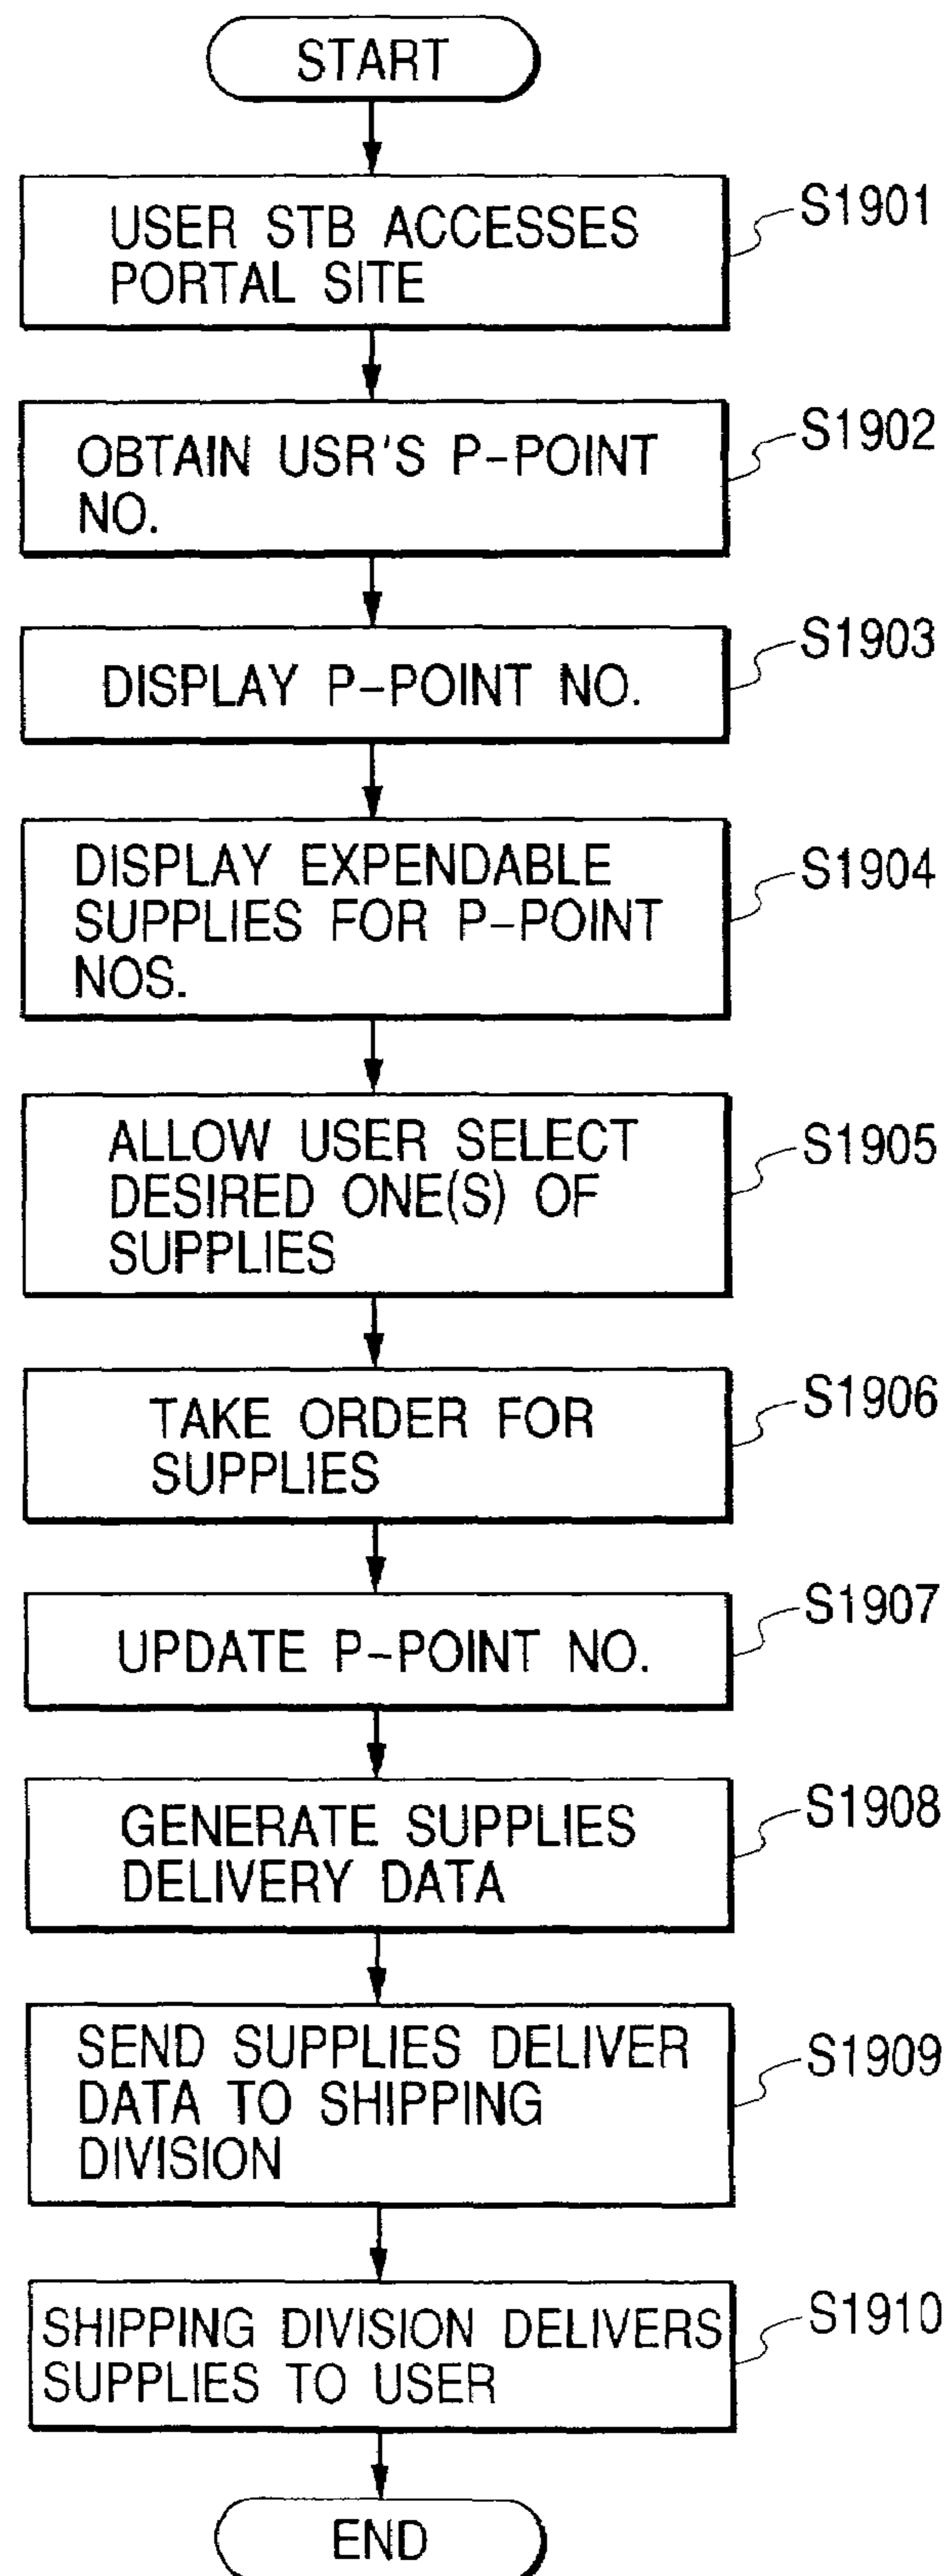 START
USER STB ACCESSES
PORTAL SITE
S1901
OBTAIN USR'S P-POINT
NO.
S1902
DISPLAY P-POINT NO.
S1903
DISPLAY EXPENDABLE
SUPPLIES FOR P-POINT
NOS.
S1904
ALLOW USER SELECT
DESIRED ONE(S) OF
SUPPLIES
S1905
TAKE ORDER FOR
SUPPLIES
S1906
UPDATE P-POINT NO.
S1907
GENERATE SUPPLIES
DELIVERY DATA
S1908
SEND SUPPLIES DELIVER
DATA TO SHIPPING
DIVISION
S1909
SHIPPING DIVISION DELIVERS
SUPPLIES TO USER
S1910
END